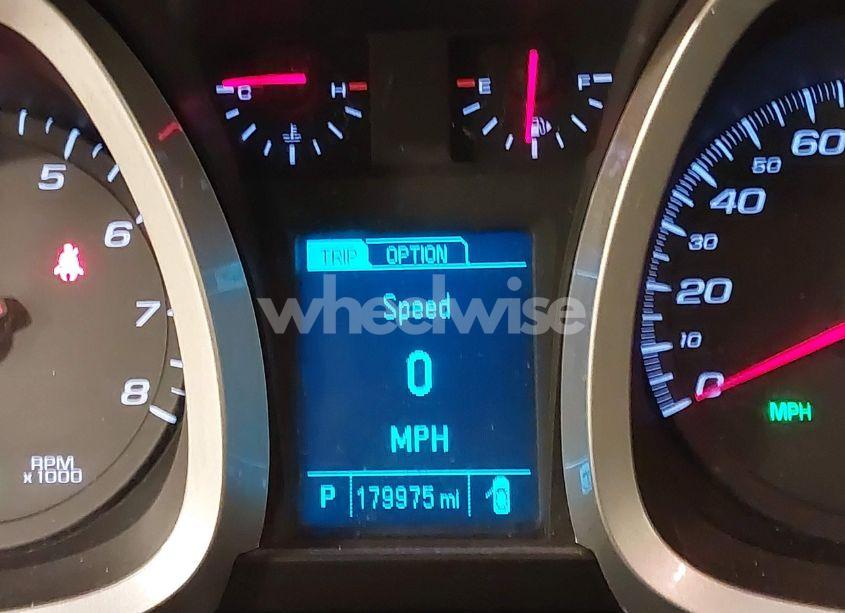 C H E F
5 6 7 8
RPM
x 1000
TRIP OPTION
Speed
0
MPH
P 179975 mi
60
50
40
30
20
10
0
MPH
wheelwise